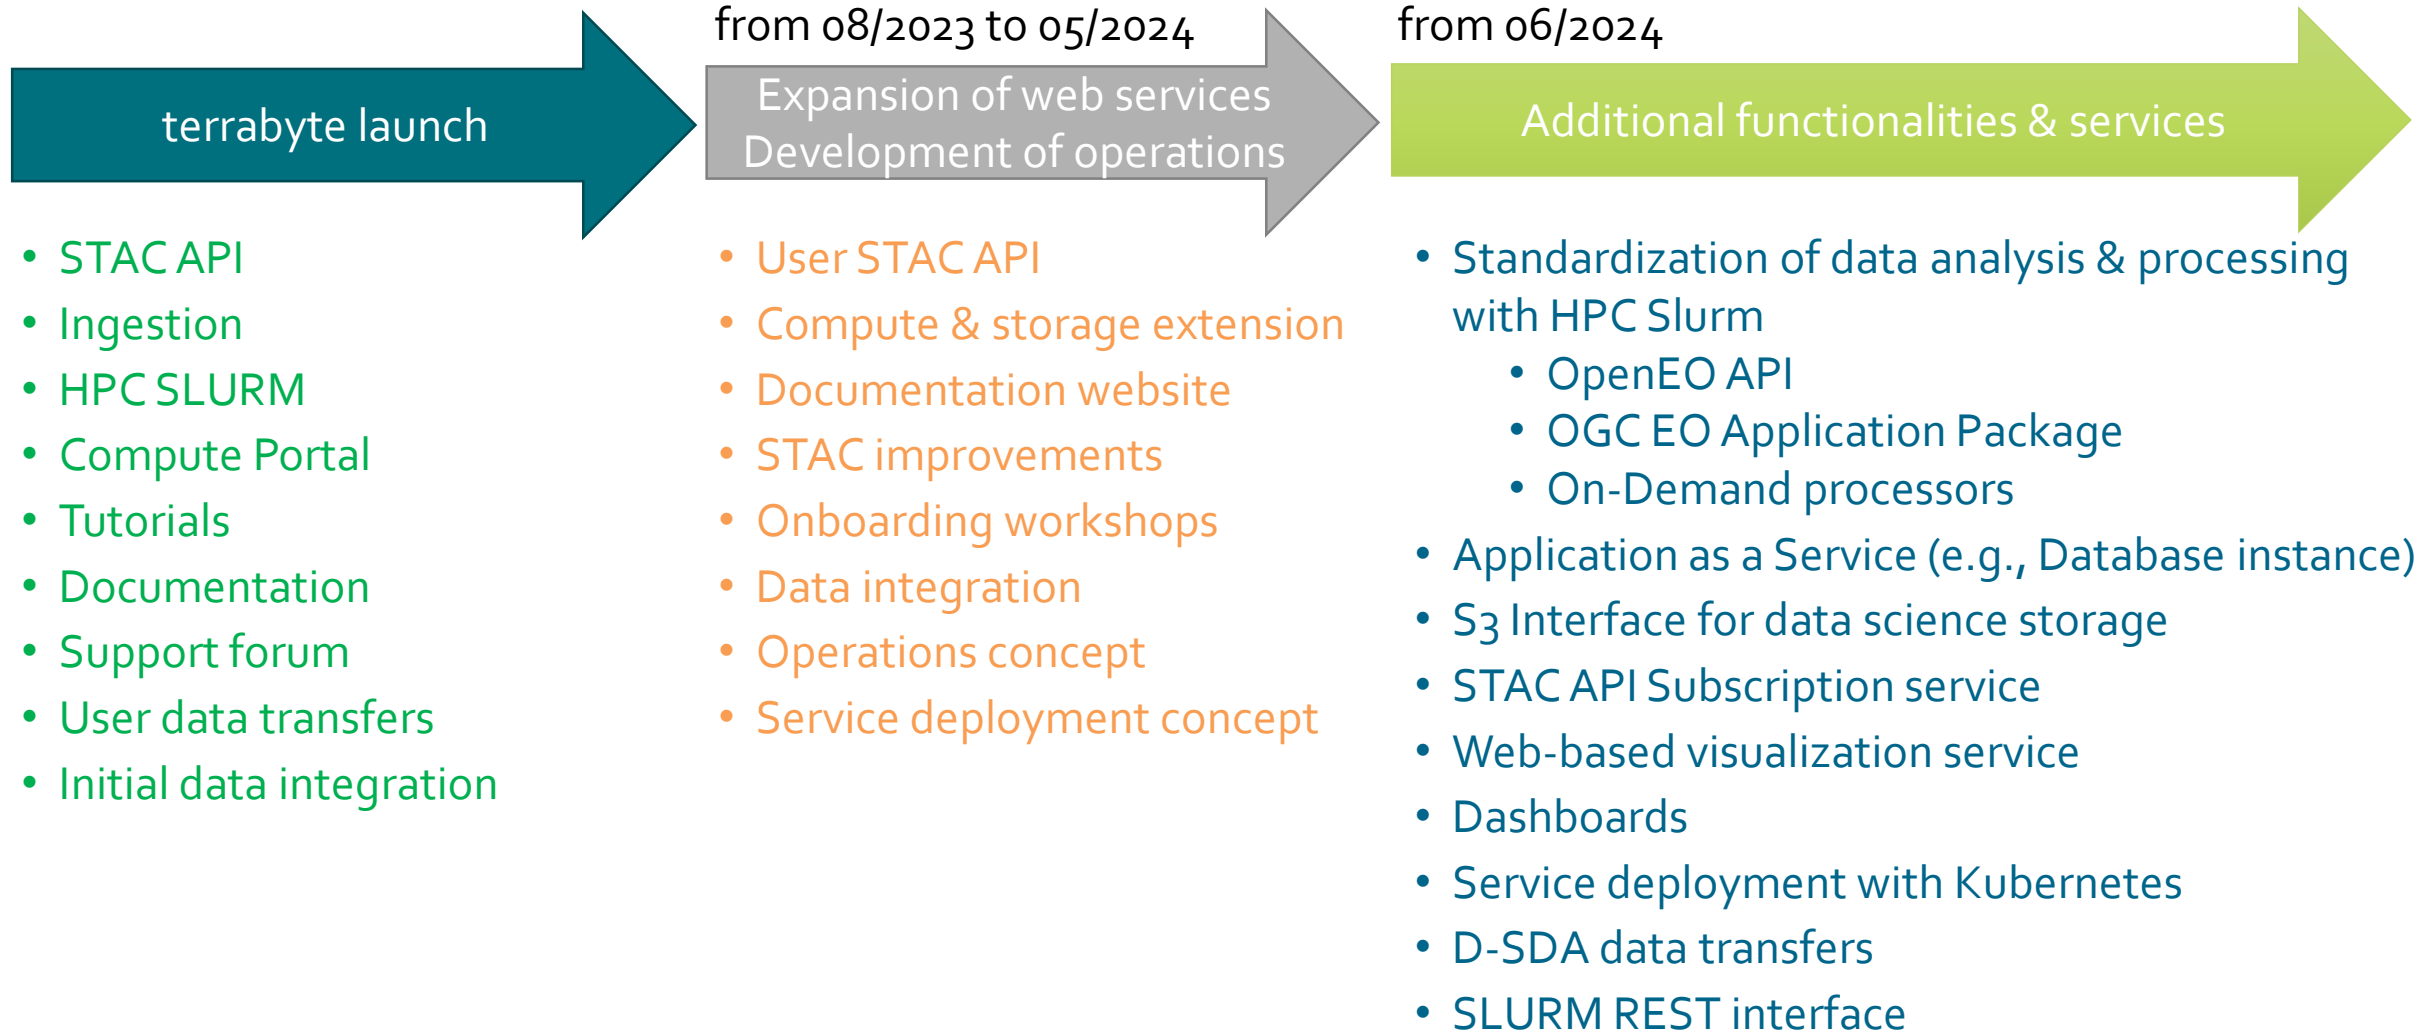 terrabyte launch
• STAC API
• Ingestion
• HPC SLURM
• Compute Portal
• Tutorials
• Documentation
• Support forum
• User data transfers
• Initial data integration
from 08/2023 to 05/2024
Expansion of web services
Development of operations
• User STAC API
• Compute & storage extension
• Documentation website
• STAC improvements
• Onboarding workshops
• Data integration
• Operations concept
• Service deployment concept
from 06/2024
Additional functionalities & services
• Standardization of data analysis & processing
with HPC Slurm
• OpenEO API
• OGC EO Application Package
• On-Demand processors
• Application as a Service (e.g., Database instance)
• S3 Interface for data science storage
• STAC API Subscription service
• Web-based visualization service
• Dashboards
• Service deployment with Kubernetes
• D-SDA data transfers
• SLURM REST interface